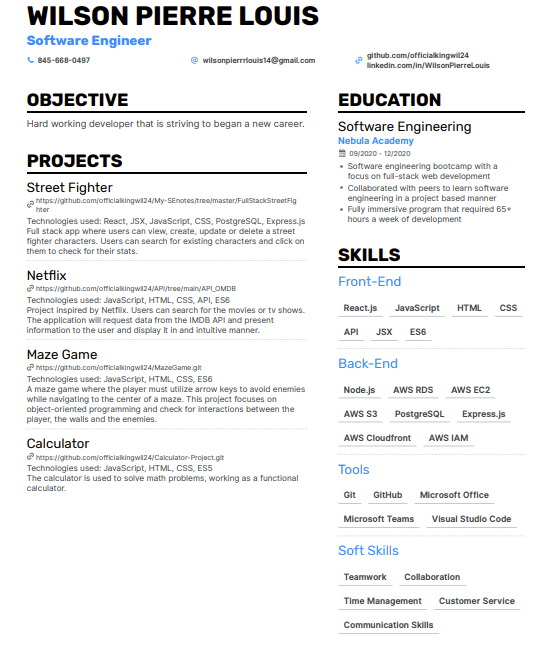 WILSON PIERRE LOUIS
Software Engineer
845-668-0497
wilsonpierrrlouis14@gmail.com
github.com/officialkingwil24
linkedin.com/in/WilsonPierreLouis
OBJECTIVE
Hard working developer that is striving to began a new career.
PROJECTS
Street Fighter
https://github.com/officialkingwil24/My-SEnotes/tree/master/FullStackStreetFig
hter
Technologies used: React, JSX, JavaScript, CSS, PostgreSQL, Express.js
Full stack app where users can view, create, update or delete a street
fighter characters. Users can search for existing characters and click on
them to check for their stats.
Netflix
https://github.com/officialkingwil24/API/tree/main/API_OMDB
Technologies used: JavaScript, HTML, CSS, API, ES6
Project inspired by Netflix. Users can search for the movies or tv shows.
The application will request data from the IMDB API and present
information to the user and display it in and intuitive manner.
Maze Game
https://github.com/officialkingwil24/MazeGame.git
Technologies used: JavaScript, HTML, CSS, ES6
A maze game where the player must utilize arrow keys to avoid enemies
while navigating to the center of a maze. This project focuses on
object-oriented programming and check for interactions between the
player, the walls and the enemies.
Calculator
https://github.com/officialkingwil24/Calculator-Project.git
Technologies used: JavaScript, HTML, CSS, ES5
The calculator is used to solve math problems, working as a functional
calculator.
EDUCATION
Software Engineering
Nebula Academy
09/2020 - 12/2020
• Software engineering bootcamp with a
focus on full-stack web development
• Collaborated with peers to learn software
engineering in a project based manner
• Fully immersive program that required 65+
hours a week of development
SKILLS
Front-End
React.js JavaScript HTML CSS
API JSX ES6
Back-End
Node.js AWS RDS AWS EC2
AWS S3 PostgreSQL Express.js
AWS Cloudfront AWS IAM
Tools
Git GitHub Microsoft Office
Microsoft Teams Visual Studio Code
Soft Skills
Teamwork Collaboration
Time Management Customer Service
Communication Skills